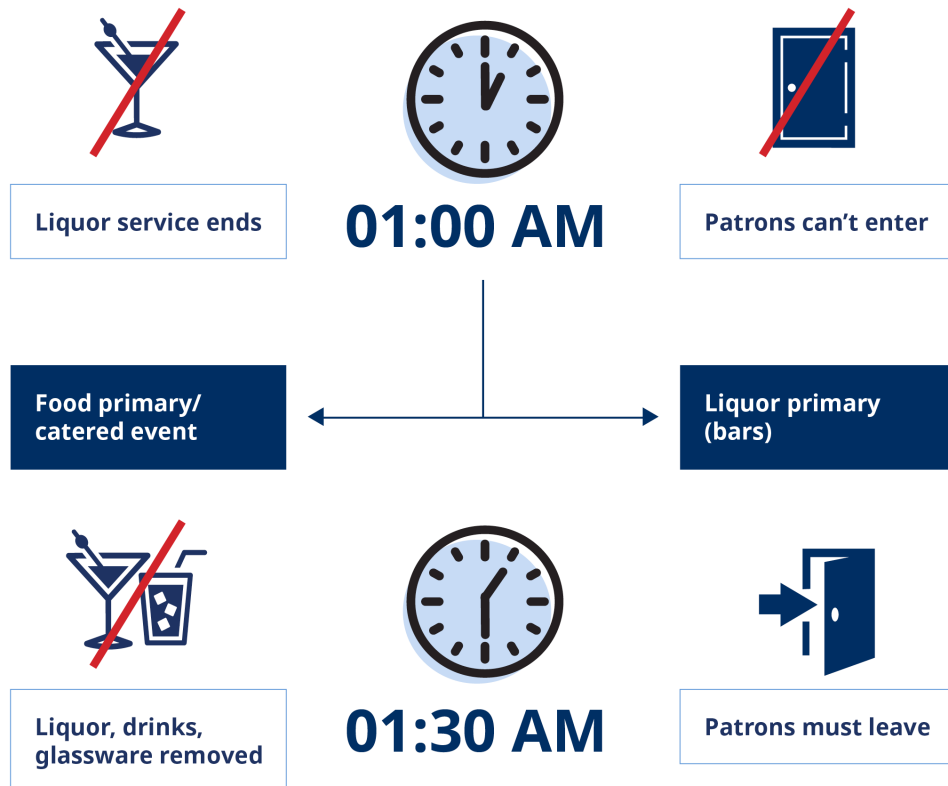 Liquor service ends
01:00 AM
Patrons can’t enter
Food primary/
catered event
Liquor primary
(bars)
Liquor, drinks,
glassware removed
01:30 AM
Patrons must leave